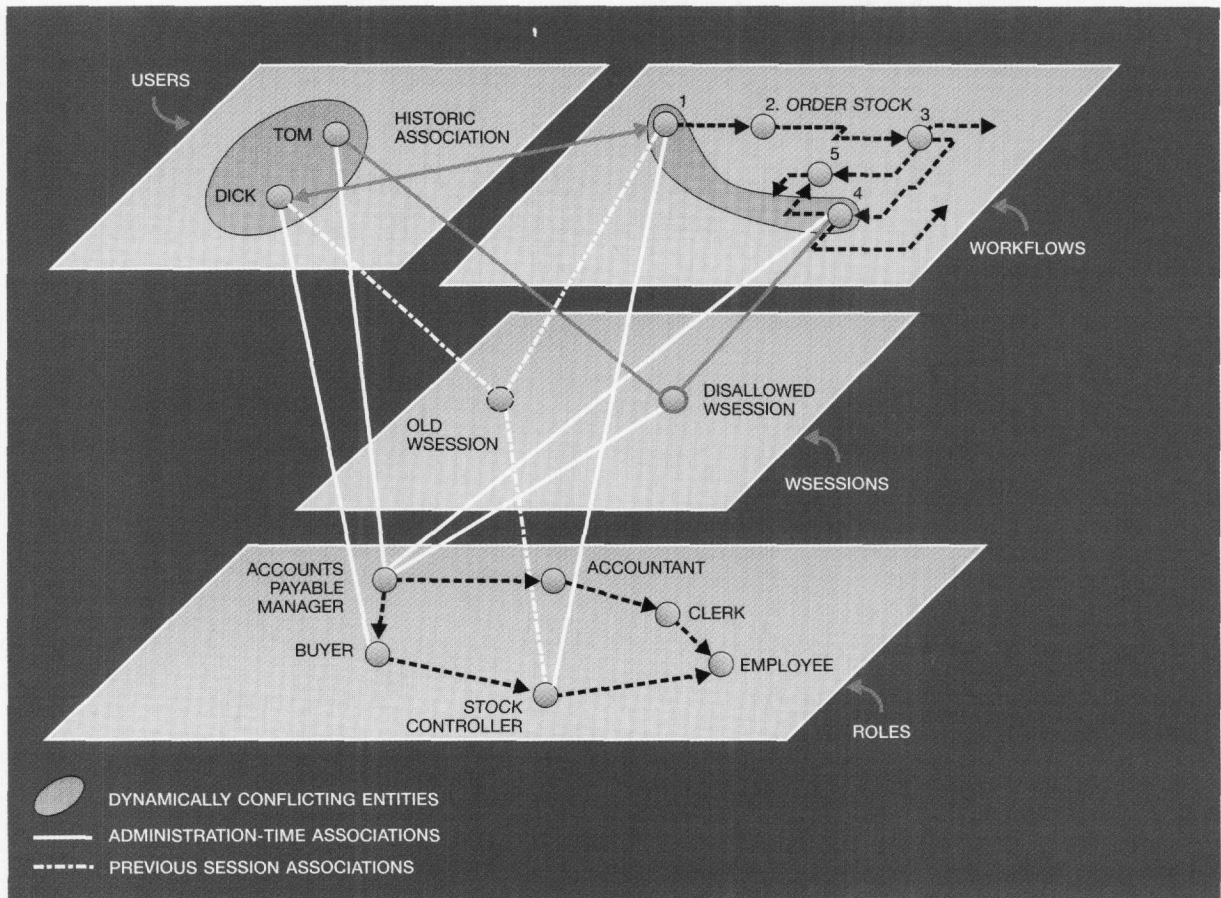 USERS
TOM
DICK
HISTORIC
ASSOCIATION
1
2. ORDER STOCK
3
5
4
WORKFLOWS
OLD
WSESSION
DISALLOWED
WSESSION
WSESSIONS
ACCOUNTS
PAYABLE
MANAGER
ACCOUNTANT
CLERK
BUYER
EMPLOYEE
STOCK
CONTROLLER
ROLES
DYNAMICALLY CONFLICTING ENTITIES
ADMINISTRATION-TIME ASSOCIATIONS
PREVIOUS SESSION ASSOCIATIONS